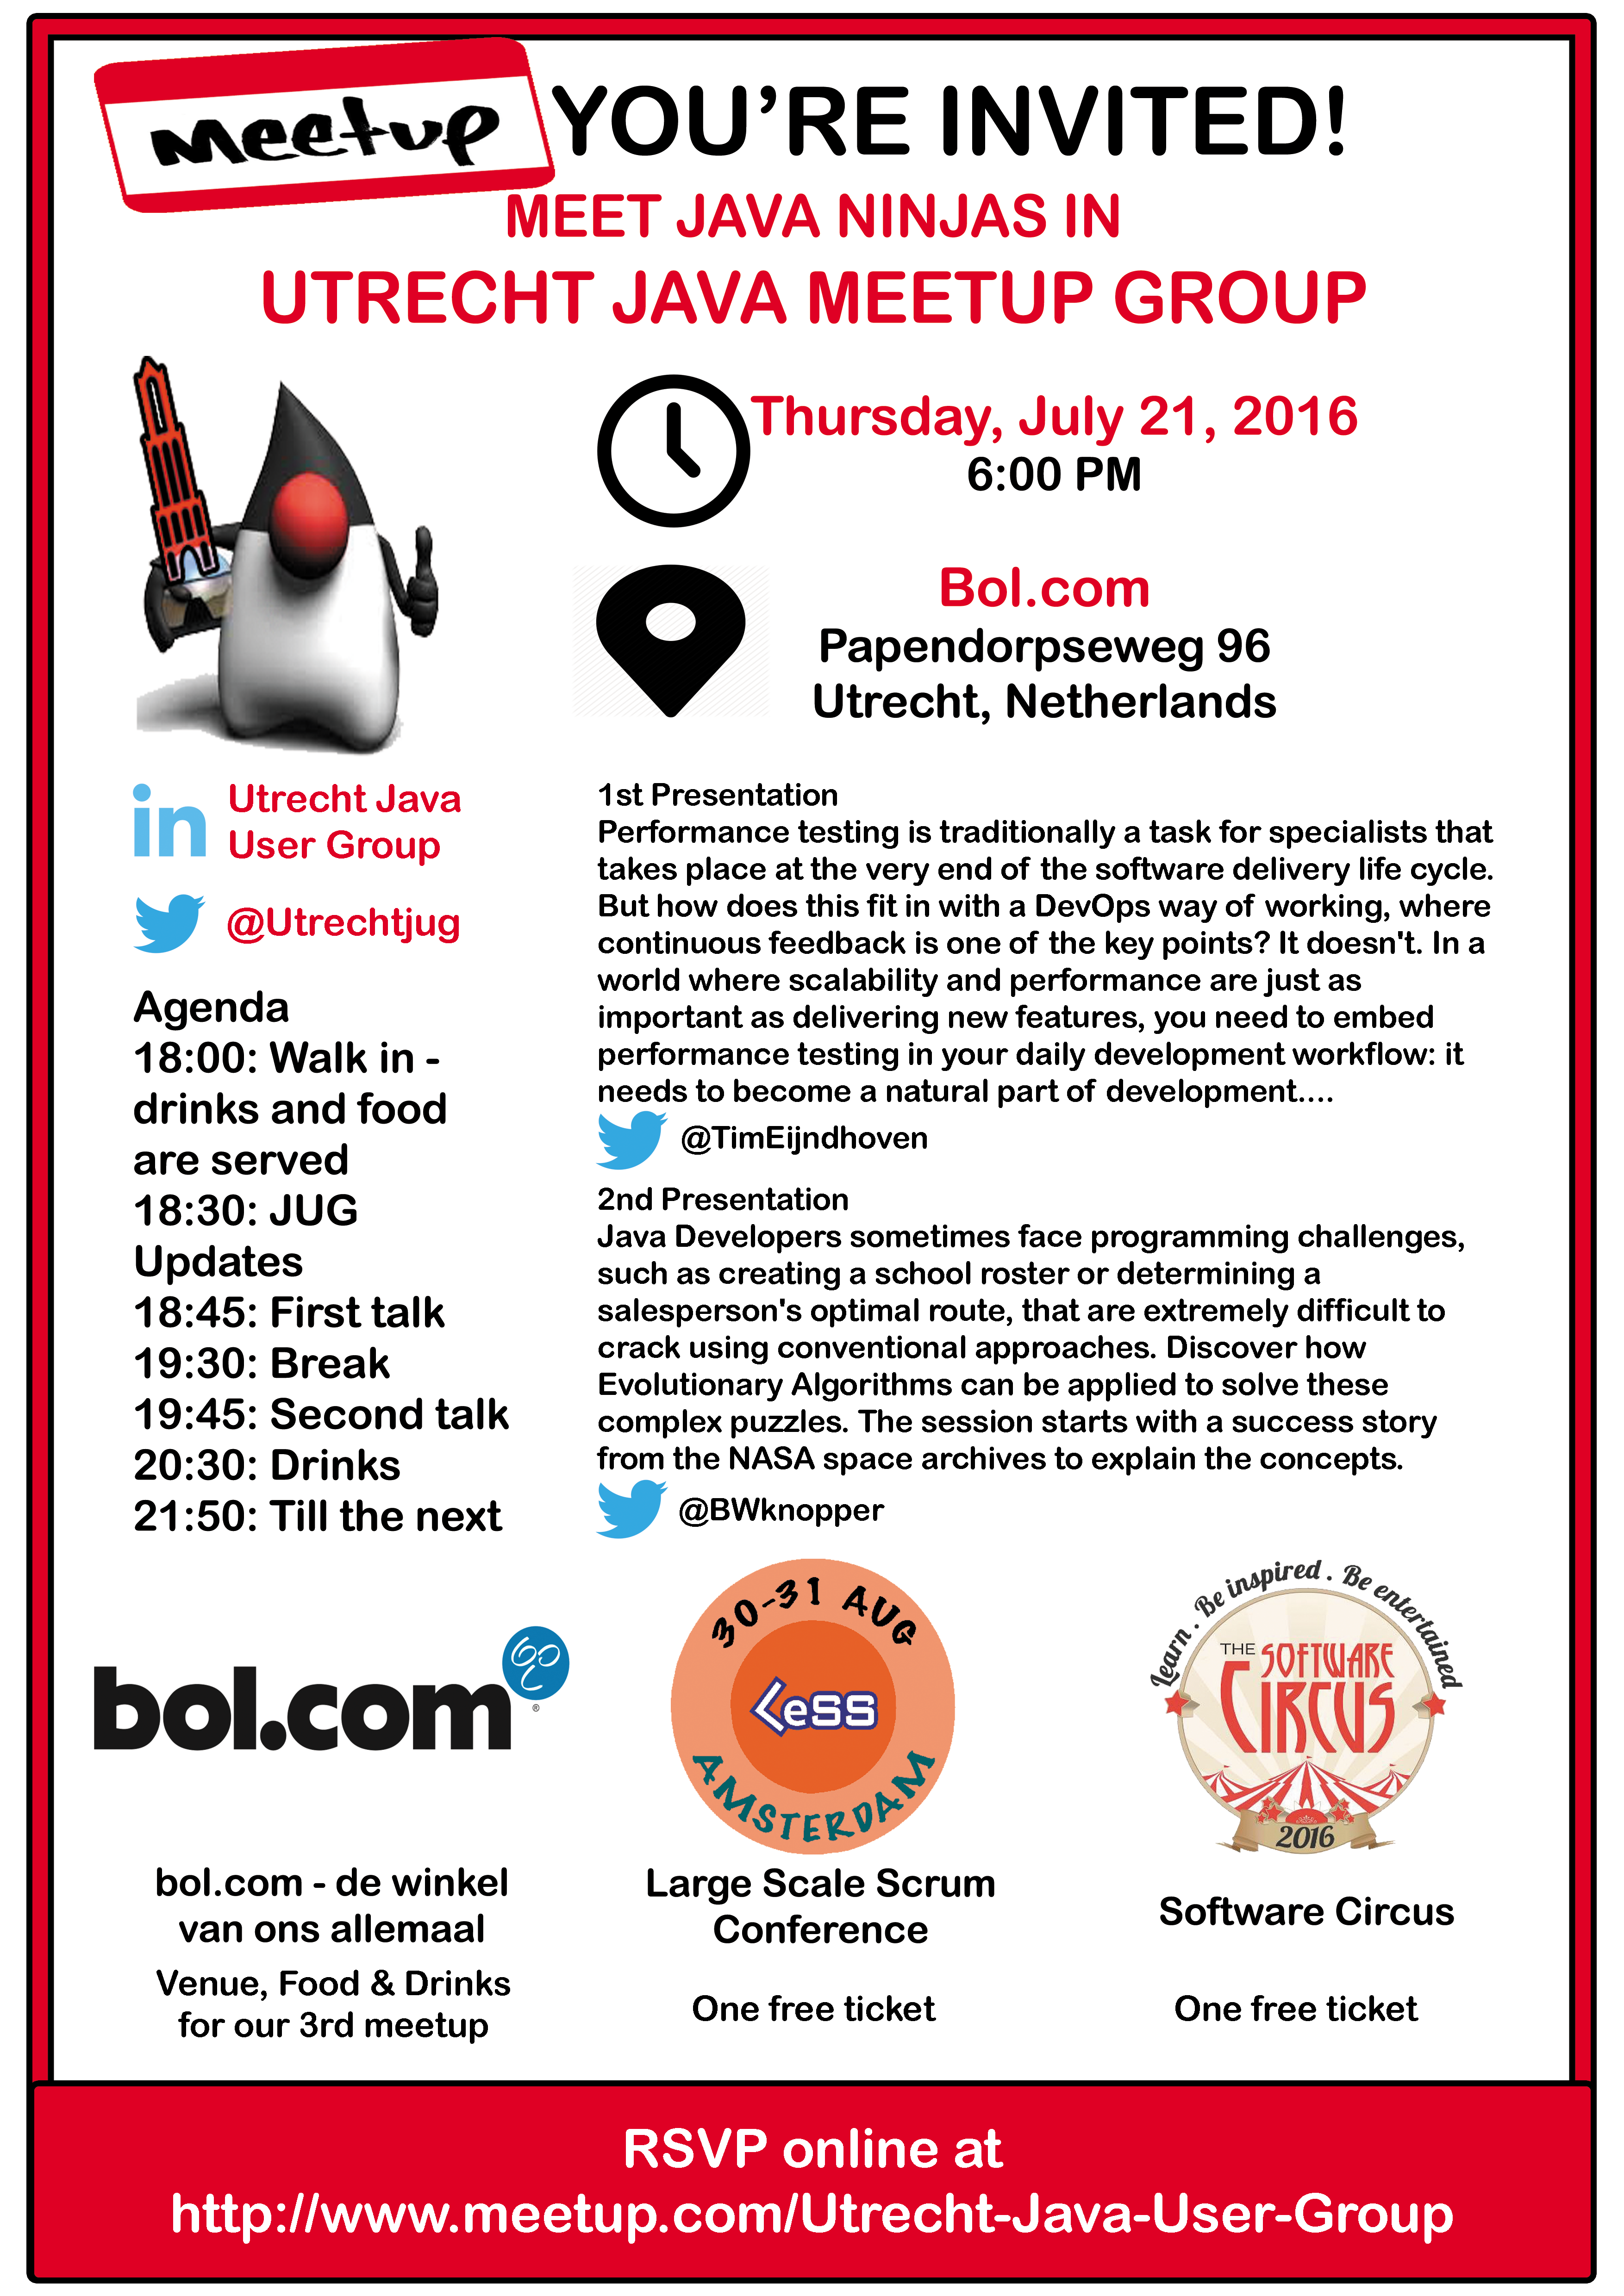 meetup
YOU'RE INVITED!
MEET JAVA NINJAS IN
UTRECHT JAVA MEETUP GROUP
Thursday, July 21, 2016
6:00 PM
Bol.com
Papendorpseweg 96
Utrecht, Netherlands
in
Utrecht Java
User Group
@Utrechtjug
Agenda
18:00: Walk in -
drinks and food
are served
18:30: JUG
Updates
18:45: First talk
19:30: Break
19:45: Second talk
20:30: Drinks
21:50: Till the next
1st Presentation
Performance testing is traditionally a task for specialists that
takes place at the very end of the software delivery life cycle.
But how does this fit in with a DevOps way of working, where
continuous feedback is one of the key points? It doesn't. In a
world where scalability and performance are just as
important as delivering new features, you need to embed
performance testing in your daily development workflow: it
needs to become a natural part of development....
@TimEijndhoven
2nd Presentation
Java Developers sometimes face programming challenges,
such as creating a school roster or determining a
salesperson's optimal route, that are extremely difficult to
crack using conventional approaches. Discover how
Evolutionary Algorithms can be applied to solve these
complex puzzles. The session starts with a success story
from the NASA space archives to explain the concepts.
@BWknopper
bol.com
®
bol.com - de winkel
van ons allemaal
Venue, Food & Drinks
for our 3rd meetup
30-31 AUG
LeSS
AMSTERDAM
Large Scale Scrum
Conference
One free ticket
Learn . Be inspired . Be entertained
THE SOFTWARE
CIRCUS
2016
Software Circus
One free ticket
RSVP online at
http://www.meetup.com/Utrecht-Java-User-Group